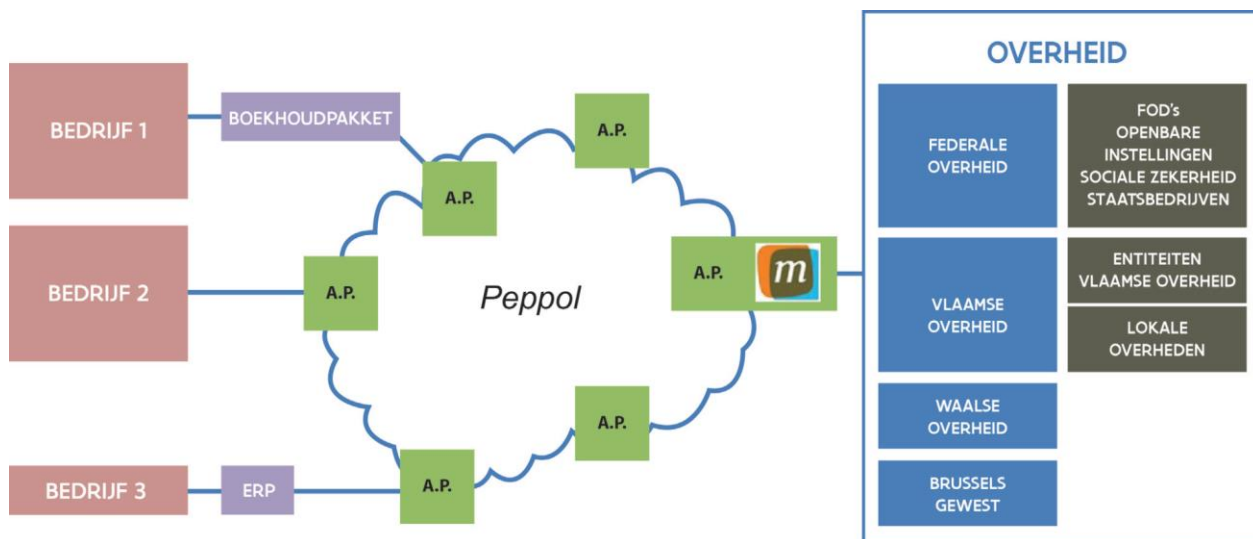 BEDRIJF 1
BOEKHOUDPAKKET
A.P.
BEDRIJF 2
A.P.
BEDRIJF 3
ERP
A.P.
Peppol
A.P.
A.P.
A.P.
m
OVERHEID
FEDERALE
OVERHEID
FOD's
OPENBARE
INSTELLINGEN
SOCIALE ZEKERHEID
STAATSBEDRIJVEN
VLAAMSE
OVERHEID
ENTITEITEN
VLAAMSE OVERHEID
LOKALE
OVERHEDEN
WAALSE
OVERHEID
BRUSSELS
GEWEST